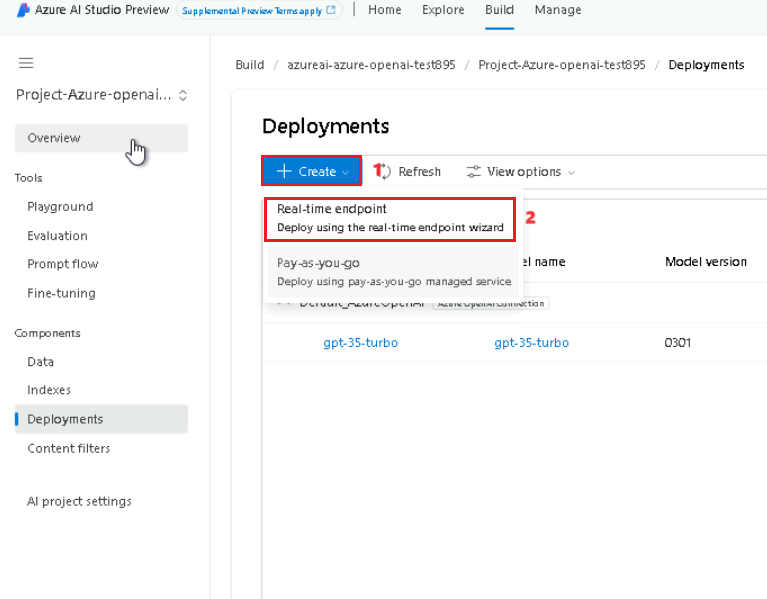 Azure AI Studio Preview Supplemental Preview Terms apply Home Explore Build Manage
Build / azureai-azure-openai-test895 / Project-Azure-openai-test895 / Deployments
Project-Azure-openai...
Overview
Tools
Playground
Evaluation
Prompt flow
Fine-tuning
Components
Data
Indexes
Deployments
Content filters
AI project settings
Deployments
Create 1 Refresh View options
Real-time endpoint
Deploy using the real-time endpoint wizard
2
Pay-as-you-go
Deploy using pay-as-you-go managed service
name Model version
Default_AzureOpenAI Azure OpenAI Connection
gpt-35-turbo gpt-35-turbo 0301